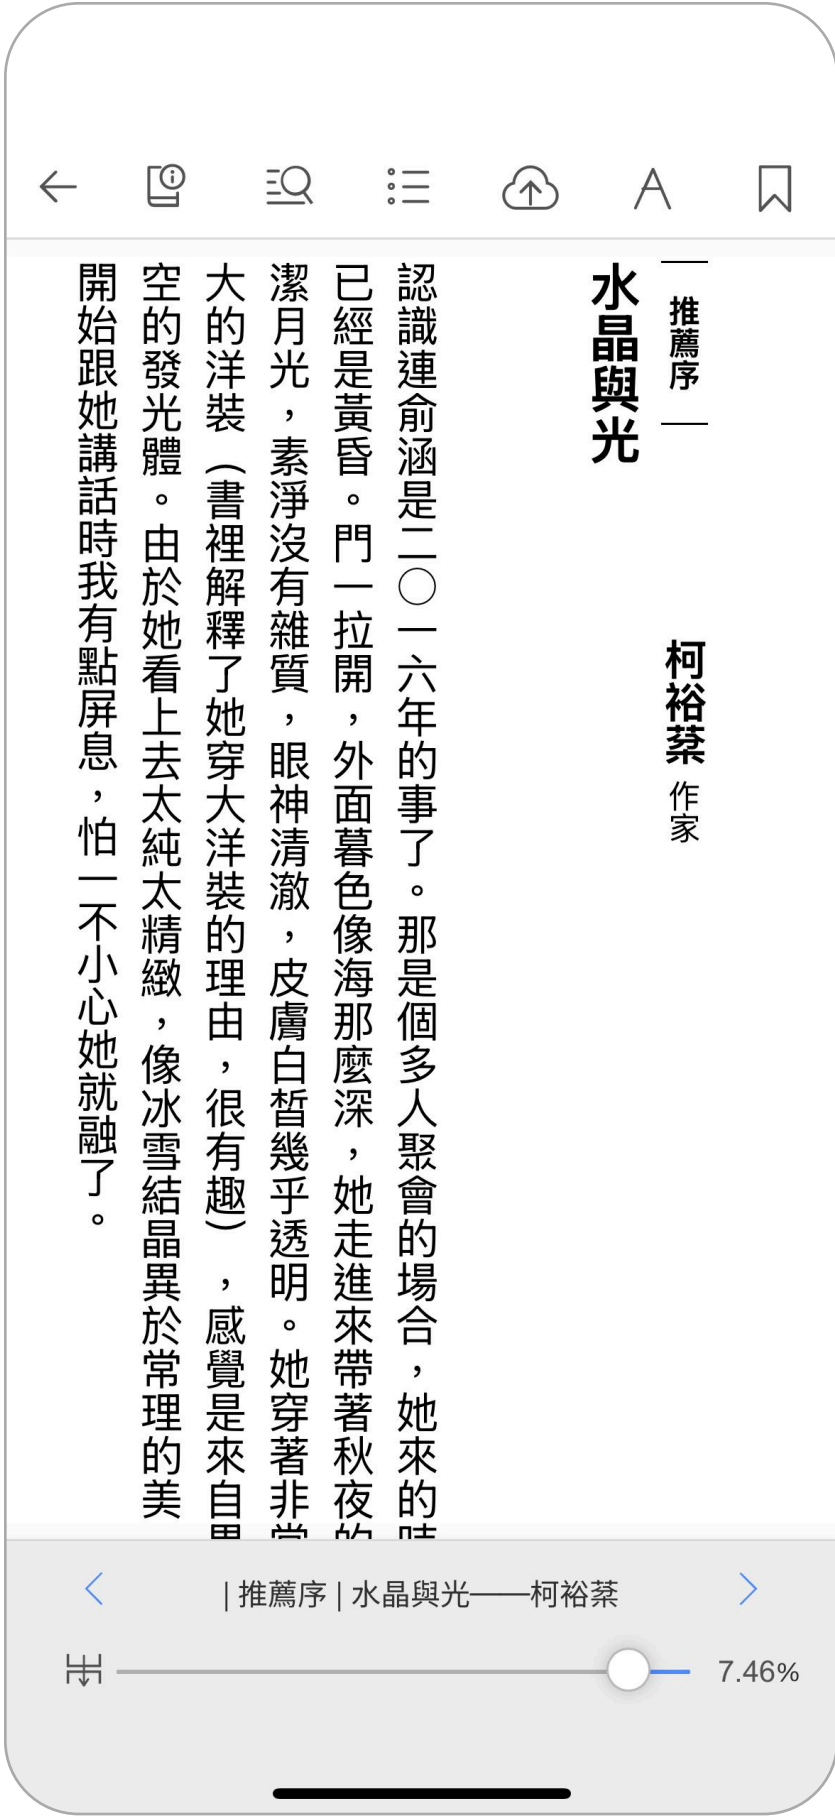 推薦序
柯裕棻 作家
水晶與光
認識連俞涵是二〇一六年的事了。那是個多人聚會的場合，她來的時
已經是黃昏。門一拉開，外面暮色像海那麼深，她走進來帶著秋夜的
潔月光，素淨沒有雜質，眼神清澈，皮膚白皙幾乎透明。她穿著非常
大的洋裝（書裡解釋了她穿大洋裝的理由，很有趣），感覺是來自
空的發光體。由於她看上去太純太精緻，像冰雪結晶異於常理的美
開始跟她講話時我有點屏息，怕一不小心她就融了。
| 推薦序 | 水晶與光——柯裕棻
7.46%